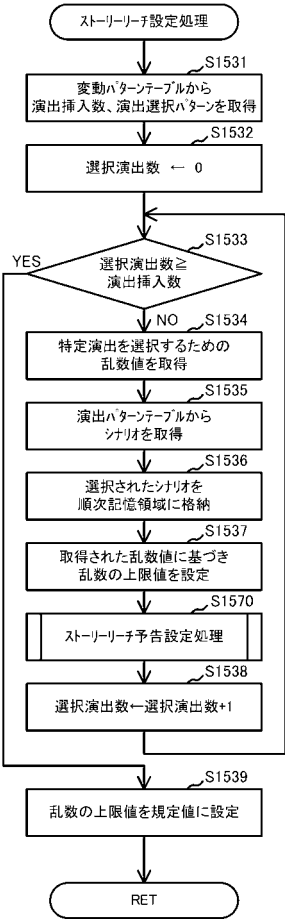 ストーリーリーチ設定処理
S1531
変動パターンテーブルから
演出挿入数、演出選択パターンを取得
S1532
選択演出数 ← 0
S1533
選択演出数≧
演出挿入数
YES
NO
S1534
特定演出を選択するための
乱数値を取得
S1535
演出パターンテーブルから
シナリオを取得
S1536
選択されたシナリオを
順次記憶領域に格納
S1537
取得された乱数値に基づき
乱数の上限値を設定
S1570
ストーリーリーチ予告設定処理
S1538
選択演出数←選択演出数+1
S1539
乱数の上限値を規定値に設定
RET